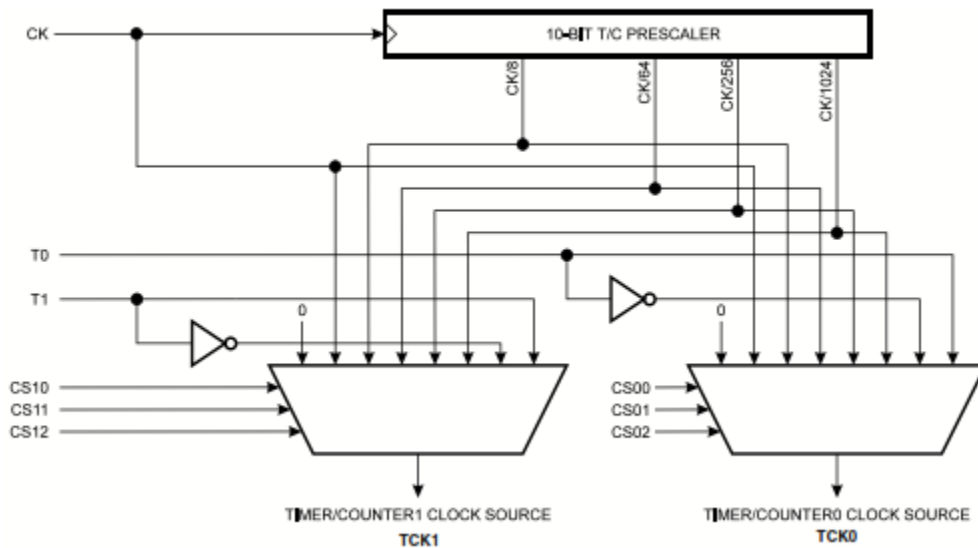 CK
10-BIT T/C PRESCALER
CK/8
CK/64
CK/256
CK/1024
T0
T1
0
0
CS10
CS11
CS12
CS00
CS01
CS02
TIMER/COUNTER1 CLOCK SOURCE
TCK1
TIMER/COUNTER0 CLOCK SOURCE
TCK0